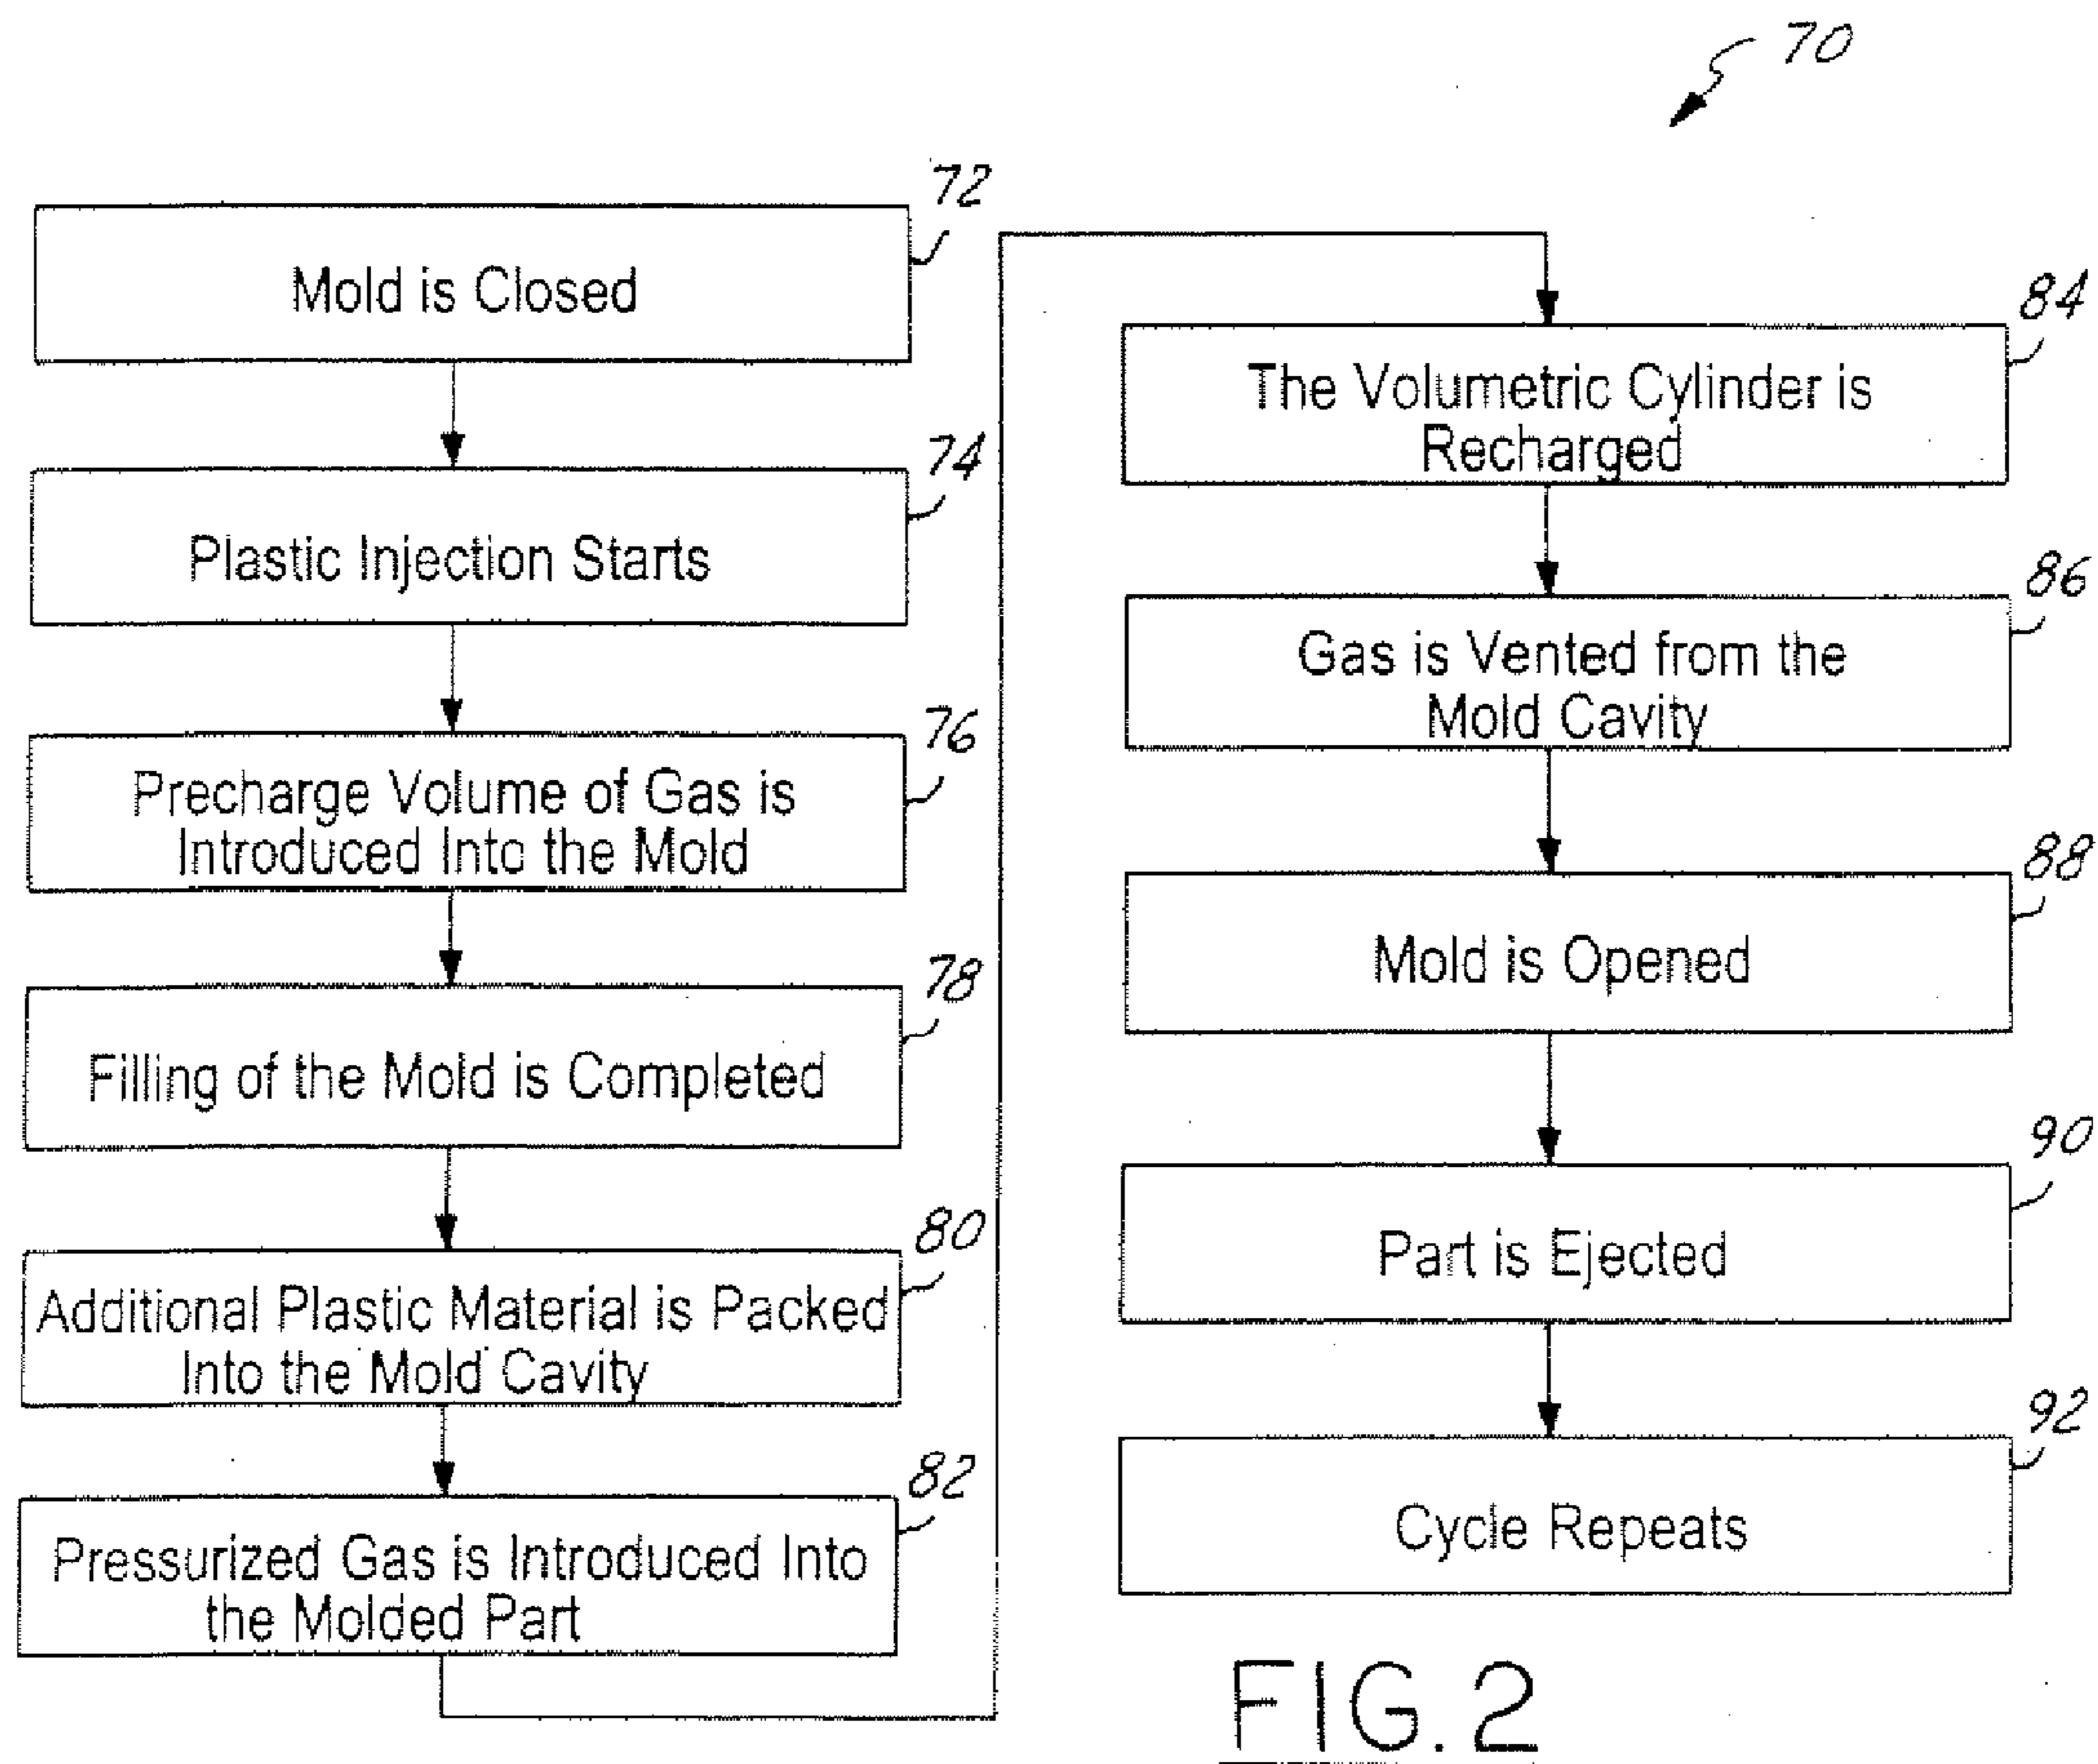 70
72
Mold is Closed
74
Plastic Injection Starts
76
Precharge Volume of Gas is
Introduced Into the Mold
78
Filling of the Mold is Completed
80
Additional Plastic Material is Packed
Into the Mold Cavity
82
Pressurized Gas is Introduced Into
the Molded Part
84
The Volumetric Cylinder is
Recharged
86
Gas is Vented from the
Mold Cavity
88
Mold is Opened
90
Part is Ejected
92
Cycle Repeats
FIG. 2